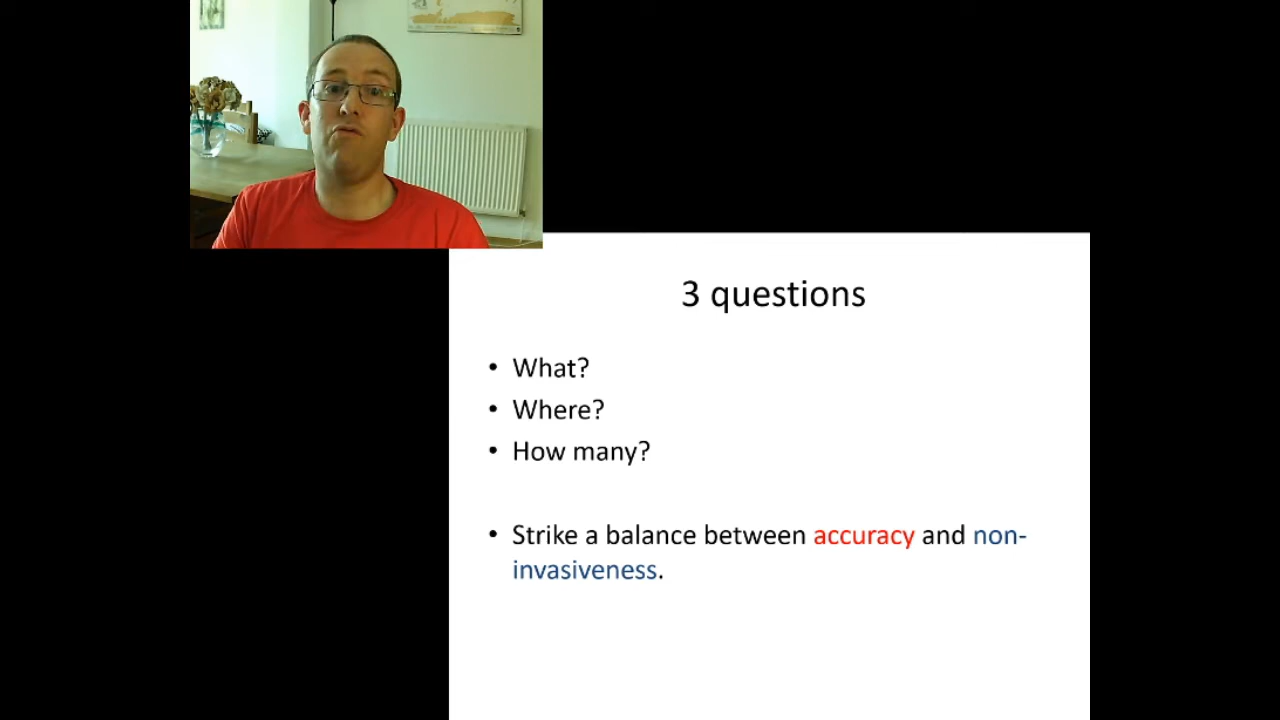 3 questions
• What?
• Where?
• How many?
• Strike a balance between accuracy and non-
invasiveness.